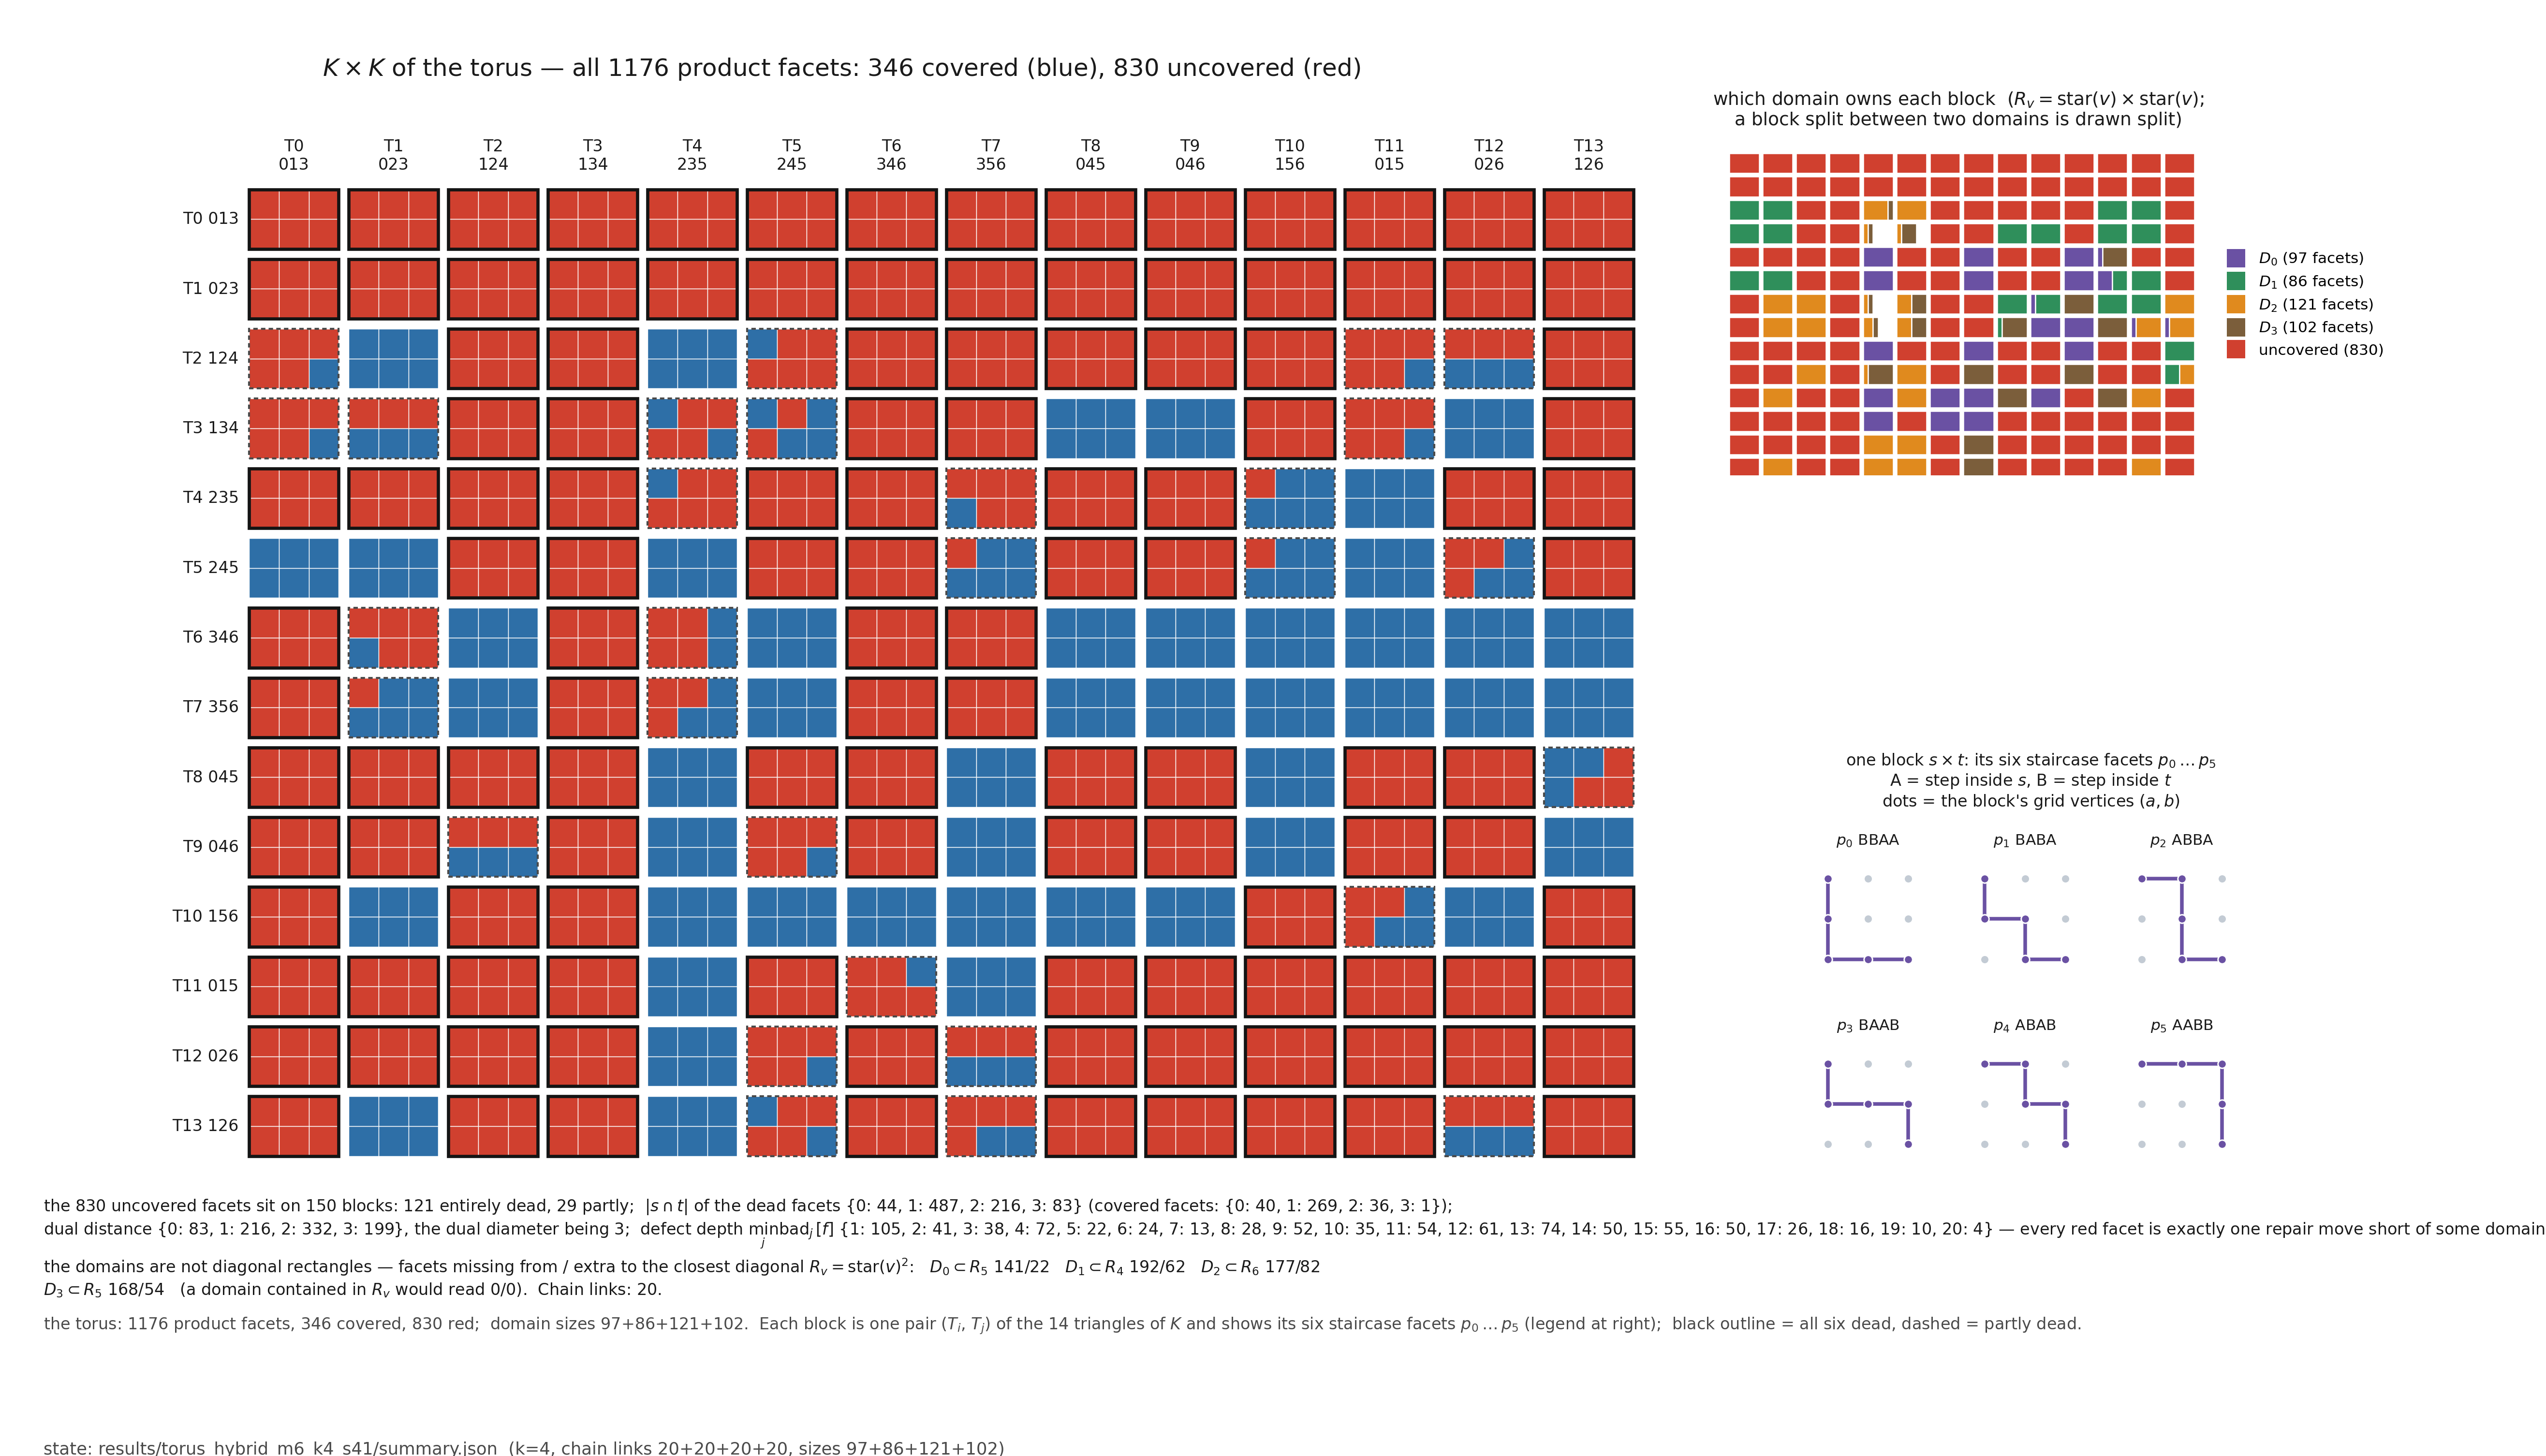 K × K of the torus — all 1176 product facets: 346 covered (blue), 830 uncovered (red)
T0 T1 T2 T3 T4 T5 T6 T7 T8 T9 T10 T11 T12 T13
013 023 124 134 235 245 346 356 045 046 156 015 026 126
T0 013
T1 023
T2 124
T3 134
T4 235
T5 245
T6 346
T7 356
T8 045
T9 046
T10 156
T11 015
T12 026
T13 126
which domain owns each block (R_v = star(v) × star(v);
a block split between two domains is drawn split)
D_0 (97 facets)
D_1 (86 facets)
D_2 (121 facets)
D_3 (102 facets)
uncovered (830)
one block s × t: its six staircase facets p_0 … p_5
A = step inside s, B = step inside t
dots = the block's grid vertices (a, b)
p_0 BBAA p_1 BABA p_2 ABBA
p_3 BAAB p_4 ABAB p_5 AABB
the 830 uncovered facets sit on 150 blocks: 121 entirely dead, 29 partly; |s ∩ t| of the dead facets {0: 44, 1: 487, 2: 216, 3: 83} (covered facets: {0: 40, 1: 269, 2: 36, 3: 1});
dual distance {0: 83, 1: 216, 2: 332, 3: 199}, the dual diameter being 3; defect depth min_j bad_j [f] {1: 105, 2: 41, 3: 38, 4: 72, 5: 22, 6: 24, 7: 13, 8: 28, 9: 52, 10: 35, 11: 54, 12: 61, 13: 74, 14: 50, 15: 55, 16: 50, 17: 26, 18: 16, 19: 10, 20: 4} — every red facet is exactly one repair move short of some domain
the domains are not diagonal rectangles — facets missing from / extra to the closest diagonal R_v = star(v)²: D_0 ⊂ R_5 141/22 D_1 ⊂ R_4 192/62 D_2 ⊂ R_6 177/82
D_3 ⊂ R_5 168/54 (a domain contained in R_v would read 0/0). Chain links: 20.
the torus: 1176 product facets, 346 covered, 830 red; domain sizes 97+86+121+102. Each block is one pair (T_i, T_j) of the 14 triangles of K and shows its six staircase facets p_0 … p_5 (legend at right); black outline = all six dead, dashed = partly dead.
state: results/torus_hybrid_m6_k4_s41/summary.json (k=4, chain links 20+20+20+20, sizes 97+86+121+102)